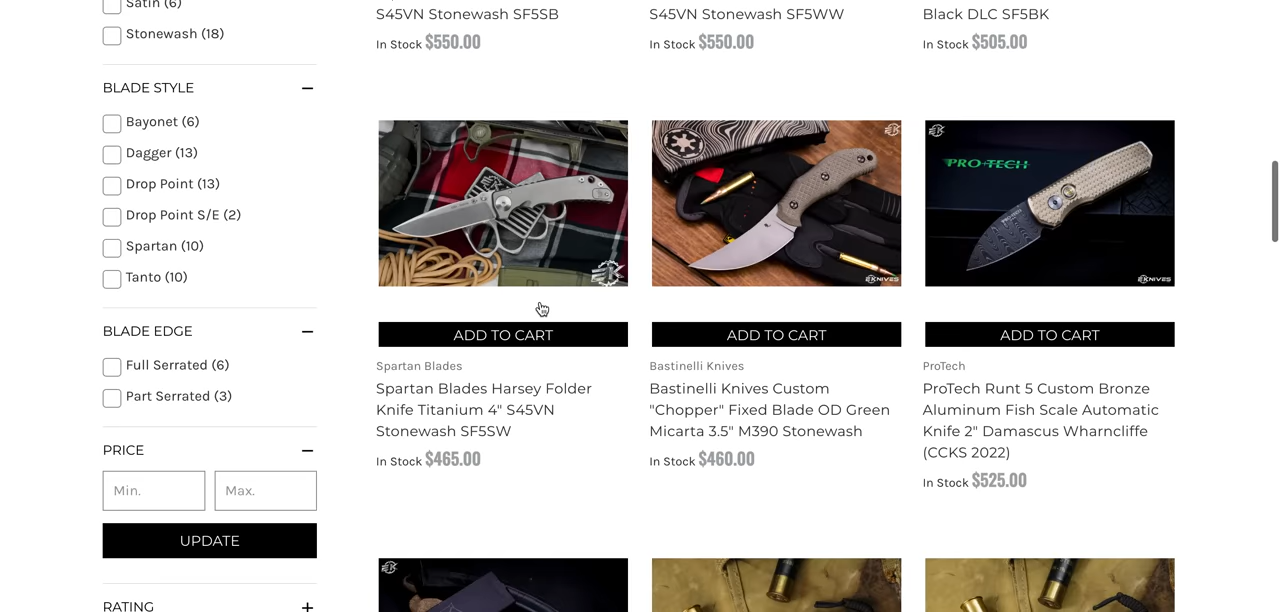 Satin (6)
Stonewash (18)
BLADE STYLE
Bayonet (6)
Dagger (13)
Drop Point (13)
Drop Point S/E (2)
Spartan (10)
Tanto (10)
BLADE EDGE
Full Serrated (6)
Part Serrated (3)
PRICE
Min.
Max.
UPDATE
RATING
S45VN Stonewash SF5SB
In Stock $550.00
S45VN Stonewash SF5WW
In Stock $550.00
Black DLC SF5BK
In Stock $505.00
ADD TO CART
Spartan Blades
Spartan Blades Harsey Folder
Knife Titanium 4" S45VN
Stonewash SF5SW
In Stock $465.00
EKNIVES
ADD TO CART
Bastinelli Knives
Bastinelli Knives Custom
"Chopper" Fixed Blade OD Green
Micarta 3.5" M390 Stonewash
In Stock $460.00
PRO-TECH
EKNIVES
ADD TO CART
ProTech
ProTech Runt 5 Custom Bronze
Aluminum Fish Scale Automatic
Knife 2" Damascus Wharncliffe
(CCKS 2022)
In Stock $525.00